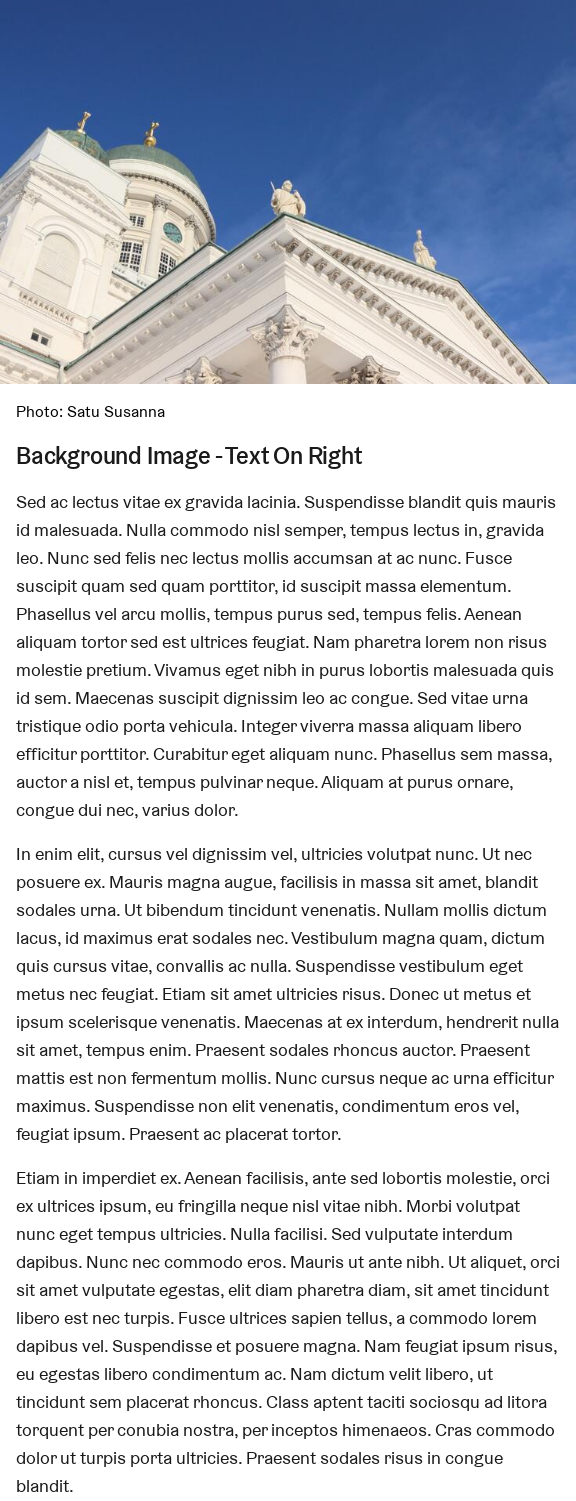 Photo: Satu Susanna
Background Image - Text On Right
Sed ac lectus vitae ex gravida lacinia. Suspendisse blandit quis mauris
id malesuada. Nulla commodo nisl semper, tempus lectus in, gravida
leo. Nunc sed felis nec lectus mollis accumsan at ac nunc. Fusce
suscipit quam sed quam porttitor, id suscipit massa elementum.
Phasellus vel arcu mollis, tempus purus sed, tempus felis. Aenean
aliquam tortor sed est ultrices feugiat. Nam pharetra lorem non risus
molestie pretium. Vivamus eget nibh in purus lobortis malesuada quis
id sem. Maecenas suscipit dignissim leo ac congue. Sed vitae urna
tristique odio porta vehicula. Integer viverra massa aliquam libero
efficitur porttitor. Curabitur eget aliquam nunc. Phasellus sem massa,
auctor a nisl et, tempus pulvinar neque. Aliquam at purus ornare,
congue dui nec, varius dolor.
In enim elit, cursus vel dignissim vel, ultricies volutpat nunc. Ut nec
posuere ex. Mauris magna augue, facilisis in massa sit amet, blandit
sodales urna. Ut bibendum tincidunt venenatis. Nullam mollis dictum
lacus, id maximus erat sodales nec. Vestibulum magna quam, dictum
quis cursus vitae, convallis ac nulla. Suspendisse vestibulum eget
metus nec feugiat. Etiam sit amet ultricies risus. Donec ut metus et
ipsum scelerisque venenatis. Maecenas at ex interdum, hendrerit nulla
sit amet, tempus enim. Praesent sodales rhoncus auctor. Praesent
mattis est non fermentum mollis. Nunc cursus neque ac urna efficitur
maximus. Suspendisse non elit venenatis, condimentum eros vel,
feugiat ipsum. Praesent ac placerat tortor.
Etiam in imperdiet ex. Aenean facilisis, ante sed lobortis molestie, orci
ex ultrices ipsum, eu fringilla neque nisl vitae nibh. Morbi volutpat
nunc eget tempus ultricies. Nulla facilisi. Sed vulputate interdum
dapibus. Nunc nec commodo eros. Mauris ut ante nibh. Ut aliquet, orci
sit amet vulputate egestas, elit diam pharetra diam, sit amet tincidunt
libero est nec turpis. Fusce ultrices sapien tellus, a commodo lorem
dapibus vel. Suspendisse et posuere magna. Nam feugiat ipsum risus,
eu egestas libero condimentum ac. Nam dictum velit libero, ut
tincidunt sem placerat rhoncus. Class aptent taciti sociosqu ad litora
torquent per conubia nostra, per inceptos himenaeos. Cras commodo
dolor ut turpis porta ultricies. Praesent sodales risus in congue
blandit.